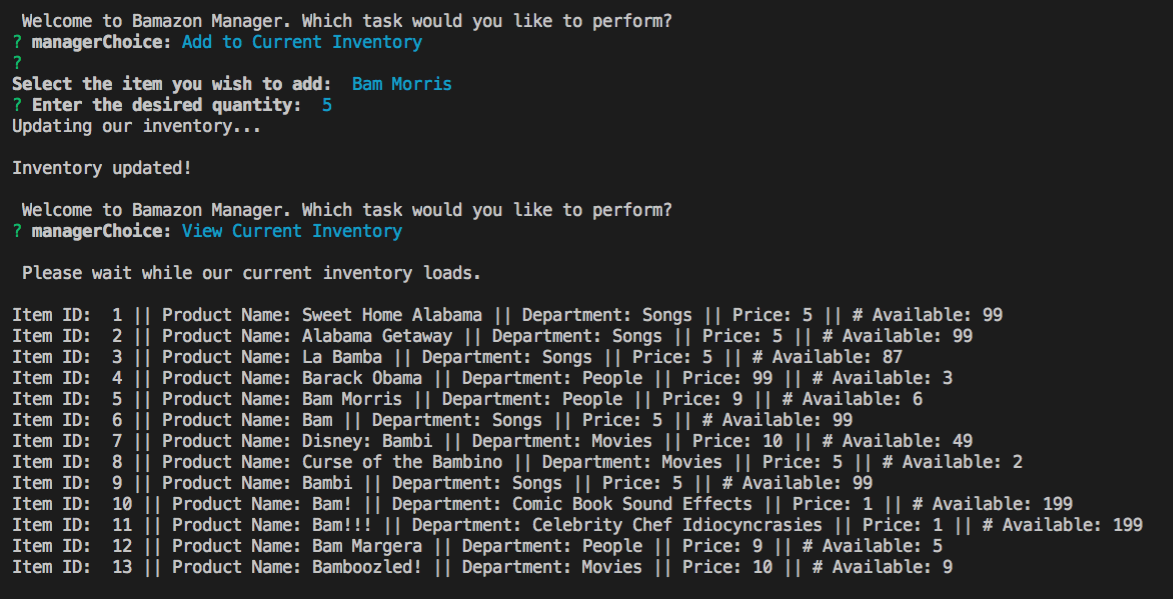 Welcome to Bamazon Manager. Which task would you like to perform?
? managerChoice: Add to Current Inventory
?
Select the item you wish to add:  Bam Morris
? Enter the desired quantity:  5
Updating our inventory...
Inventory updated!
Welcome to Bamazon Manager. Which task would you like to perform?
? managerChoice: View Current Inventory
Please wait while our current inventory loads.
Item ID:  1 || Product Name: Sweet Home Alabama || Department: Songs || Price: 5 || # Available: 99
Item ID:  2 || Product Name: Alabama Getaway || Department: Songs || Price: 5 || # Available: 99
Item ID:  3 || Product Name: La Bamba || Department: Songs || Price: 5 || # Available: 87
Item ID:  4 || Product Name: Barack Obama || Department: People || Price: 99 || # Available: 3
Item ID:  5 || Product Name: Bam Morris || Department: People || Price: 9 || # Available: 6
Item ID:  6 || Product Name: Bam || Department: Songs || Price: 5 || # Available: 99
Item ID:  7 || Product Name: Disney: Bambi || Department: Movies || Price: 10 || # Available: 49
Item ID:  8 || Product Name: Curse of the Bambino || Department: Movies || Price: 5 || # Available: 2
Item ID:  9 || Product Name: Bambi || Department: Songs || Price: 5 || # Available: 99
Item ID:  10 || Product Name: Bam! || Department: Comic Book Sound Effects || Price: 1 || # Available: 199
Item ID:  11 || Product Name: Bam!!! || Department: Celebrity Chef Idiocyncrasies || Price: 1 || # Available: 199
Item ID:  12 || Product Name: Bam Margera || Department: People || Price: 9 || # Available: 5
Item ID:  13 || Product Name: Bamboozled! || Department: Movies || Price: 10 || # Available: 9